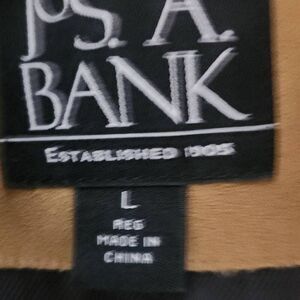 JOS. A.
BANK
ESTABLISHED 1905
L
REG
MADE IN
CHINA